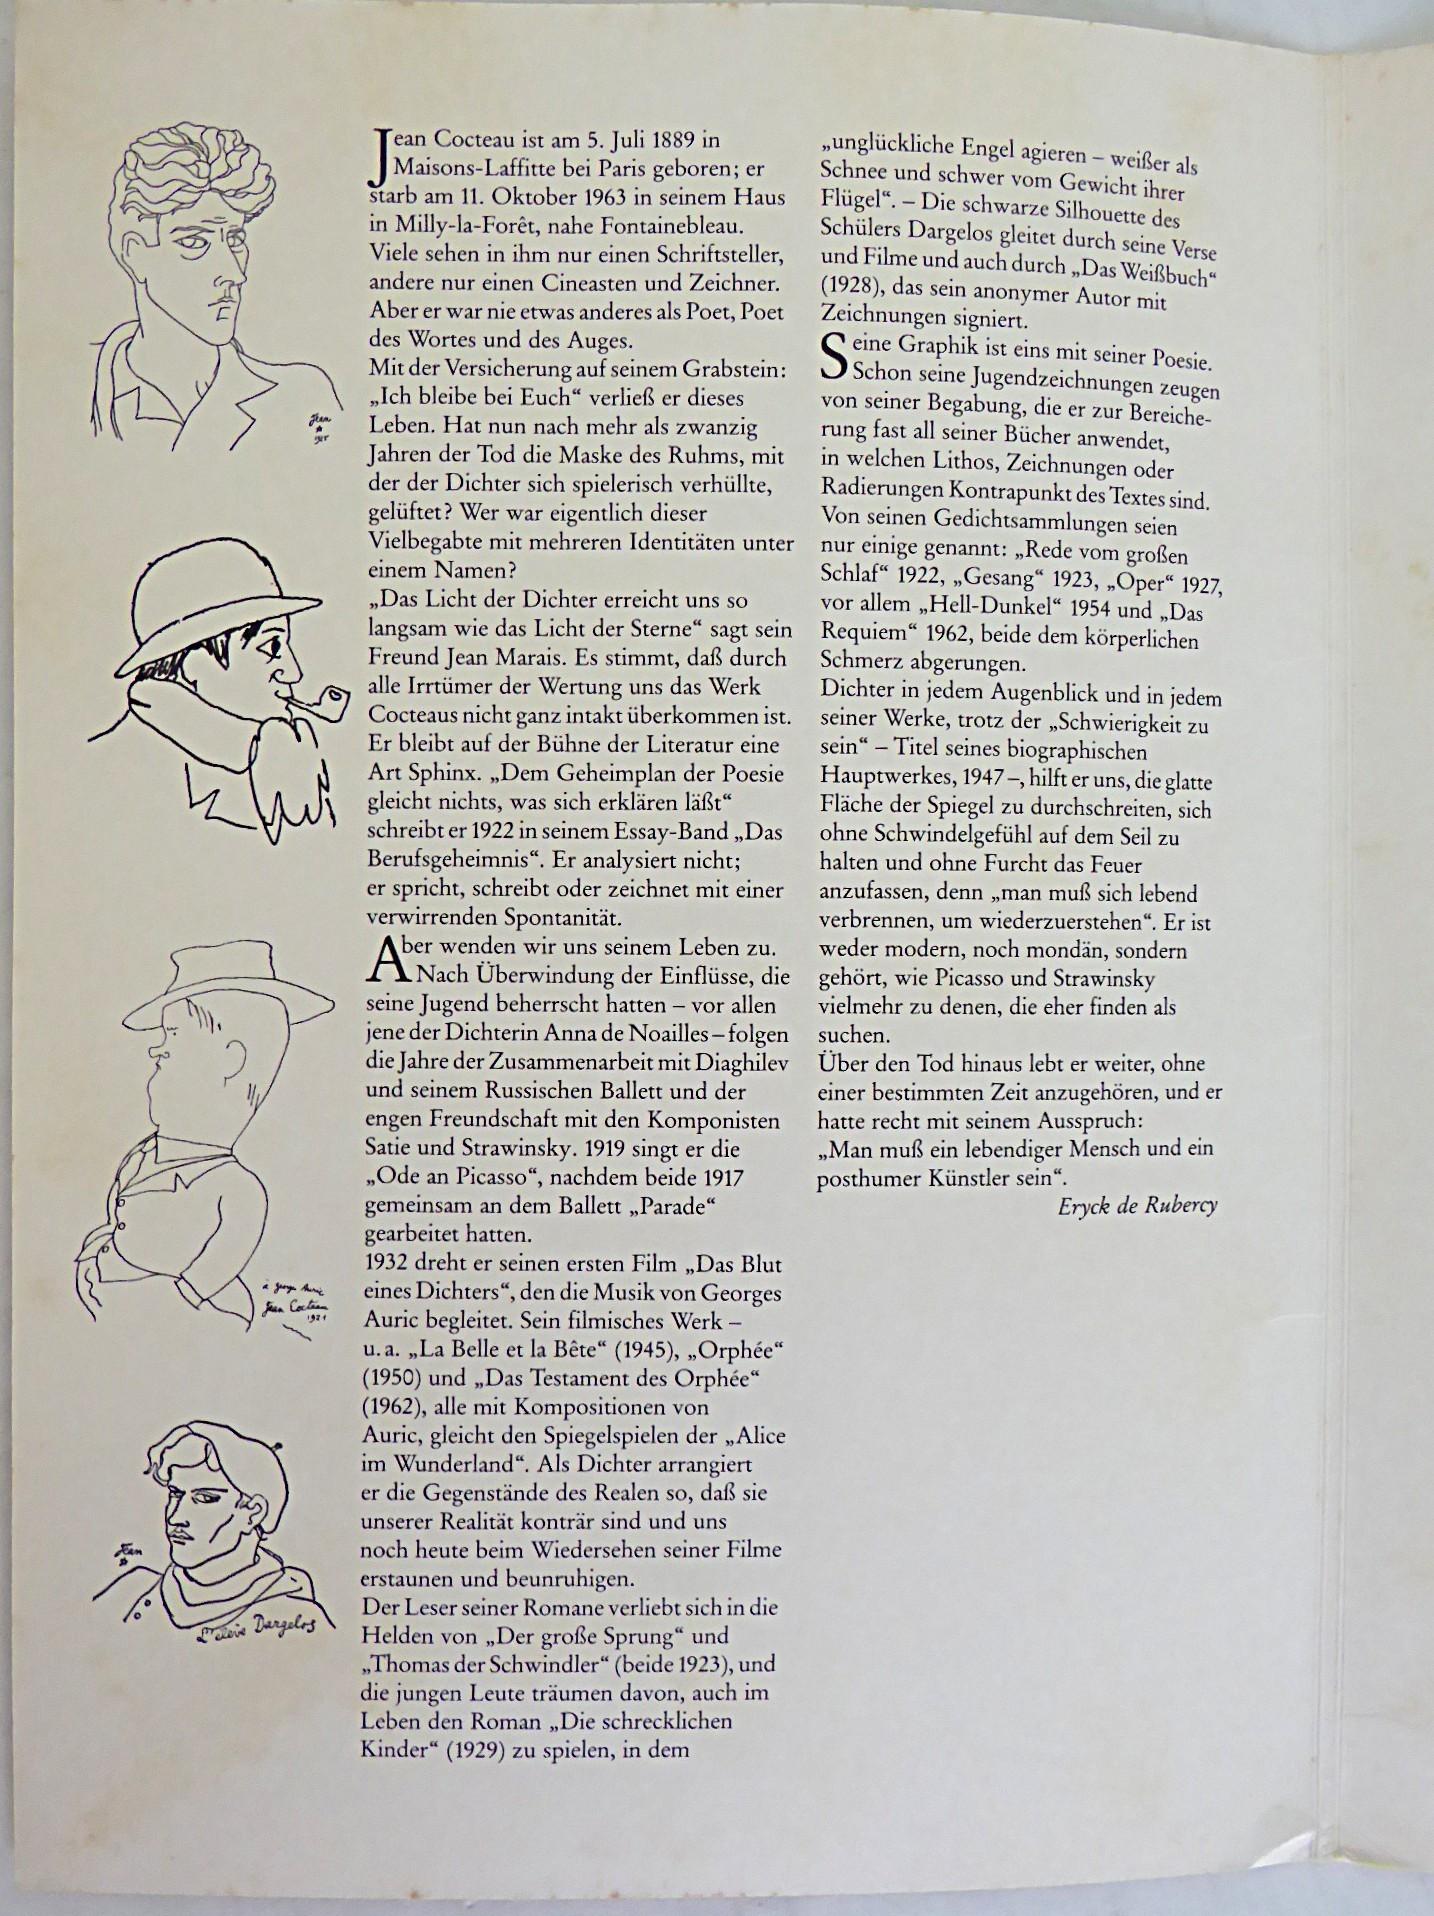 Jean Cocteau ist am 5. Juli 1889 in
Maisons-Laffitte bei Paris geboren; er
starb am 11. Oktober 1963 in seinem Haus
in Milly-la-Forêt, nahe Fontainebleau.
Viele sehen in ihm nur einen Schriftsteller,
andere nur einen Cineasten und Zeichner.
Aber er war nie etwas anderes als Poet, Poet
des Wortes und des Auges.
Mit der Versicherung auf seinem Grabstein:
„Ich bleibe bei Euch“ verließ er dieses
Leben. Hat nun nach mehr als zwanzig
Jahren der Tod die Maske des Ruhms, mit
der der Dichter sich spielerisch verhüllte,
gelüftet? Wer war eigentlich dieser
Vielbegabte mit mehreren Identitäten unter
einem Namen?
„Das Licht der Dichter erreicht uns so
langsam wie das Licht der Sterne“ sagt sein
Freund Jean Marais. Es stimmt, daß durch
alle Irrtümer der Wertung uns das Werk
Cocteaus nicht ganz intakt überkommen ist.
Er bleibt auf der Bühne der Literatur eine
Art Sphinx. „Dem Geheimplan der Poesie
gleicht nichts, was sich erklären läßt“
schreibt er 1922 in seinem Essay-Band „Das
Berufsgeheimnis“. Er analysiert nicht;
er spricht, schreibt oder zeichnet mit einer
verwirrenden Spontanität.
Aber wenden wir uns seinem Leben zu.
Nach Überwindung der Einflüsse, die
seine Jugend beherrscht hatten – vor allen
jene der Dichterin Anna de Noailles – folgen
die Jahre der Zusammenarbeit mit Diaghilev
und seinem Russischen Ballett und der
engen Freundschaft mit den Komponisten
Satie und Strawinsky. 1919 singt er die
„Ode an Picasso“, nachdem beide 1917
gemeinsam an dem Ballett „Parade“
gearbeitet hatten.
1932 dreht er seinen ersten Film „Das Blut
eines Dichters“, den die Musik von Georges
Auric begleitet. Sein filmisches Werk –
u. a. „La Belle et la Bête“ (1945), „Orphée“
(1950) und „Das Testament des Orphée“
(1962), alle mit Kompositionen von
Auric, gleicht den Spiegelspielen der „Alice
im Wunderland“. Als Dichter arrangiert
er die Gegenstände des Realen so, daß sie
unserer Realität konträr sind und uns
noch heute beim Wiedersehen seiner Filme
erstaunen und beunruhigen.
Der Leser seiner Romane verliebt sich in die
Helden von „Der große Sprung“ und
„Thomas der Schwindler“ (beide 1923), und
die jungen Leute träumen davon, auch im
Leben den Roman „Die schrecklichen
Kinder“ (1929) zu spielen, in dem
„unglückliche Engel agieren – weißer als
Schnee und schwer vom Gewicht ihrer
Flügel“. – Die schwarze Silhouette des
Schülers Dargelos gleitet durch seine Verse
und Filme und auch durch „Das Weißbuch“
(1928), das sein anonymer Autor mit
Zeichnungen signiert.
Seine Graphik ist eins mit seiner Poesie.
Schon seine Jugendzeichnungen zeugen
von seiner Begabung, die er zur Bereiche-
rung fast all seiner Bücher anwendet,
in welchen Lithos, Zeichnungen oder
Radierungen Kontrapunkt des Textes sind.
Von seinen Gedichtsammlungen seien
nur einige genannt: „Rede vom großen
Schlaf“ 1922, „Gesang“ 1923, „Oper“ 1927,
vor allem „Hell-Dunkel“ 1954 und „Das
Requiem“ 1962, beide dem körperlichen
Schmerz abgerungen.
Dichter in jedem Augenblick und in jedem
seiner Werke, trotz der „Schwierigkeit zu
sein“ – Titel seines biographischen
Hauptwerkes, 1947 –, hilft er uns, die glatte
Fläche der Spiegel zu durchschreiten, sich
ohne Schwindelgefühl auf dem Seil zu
halten und ohne Furcht das Feuer
anzufassen, denn „man muß sich lebend
verbrennen, um wiederzuerstehen“. Er ist
weder modern, noch mondän, sondern
gehört, wie Picasso und Strawinsky
vielmehr zu denen, die eher finden als
suchen.
Über den Tod hinaus lebt er weiter, ohne
einer bestimmten Zeit anzugehören, und er
hatte recht mit seinem Ausspruch:
„Man muß ein lebendiger Mensch und ein
posthumer Künstler sein“.
Eryck de Rubercy
Jean
à Georges Auric
Jean Cocteau
1921
Jean
L'élève Dargelos